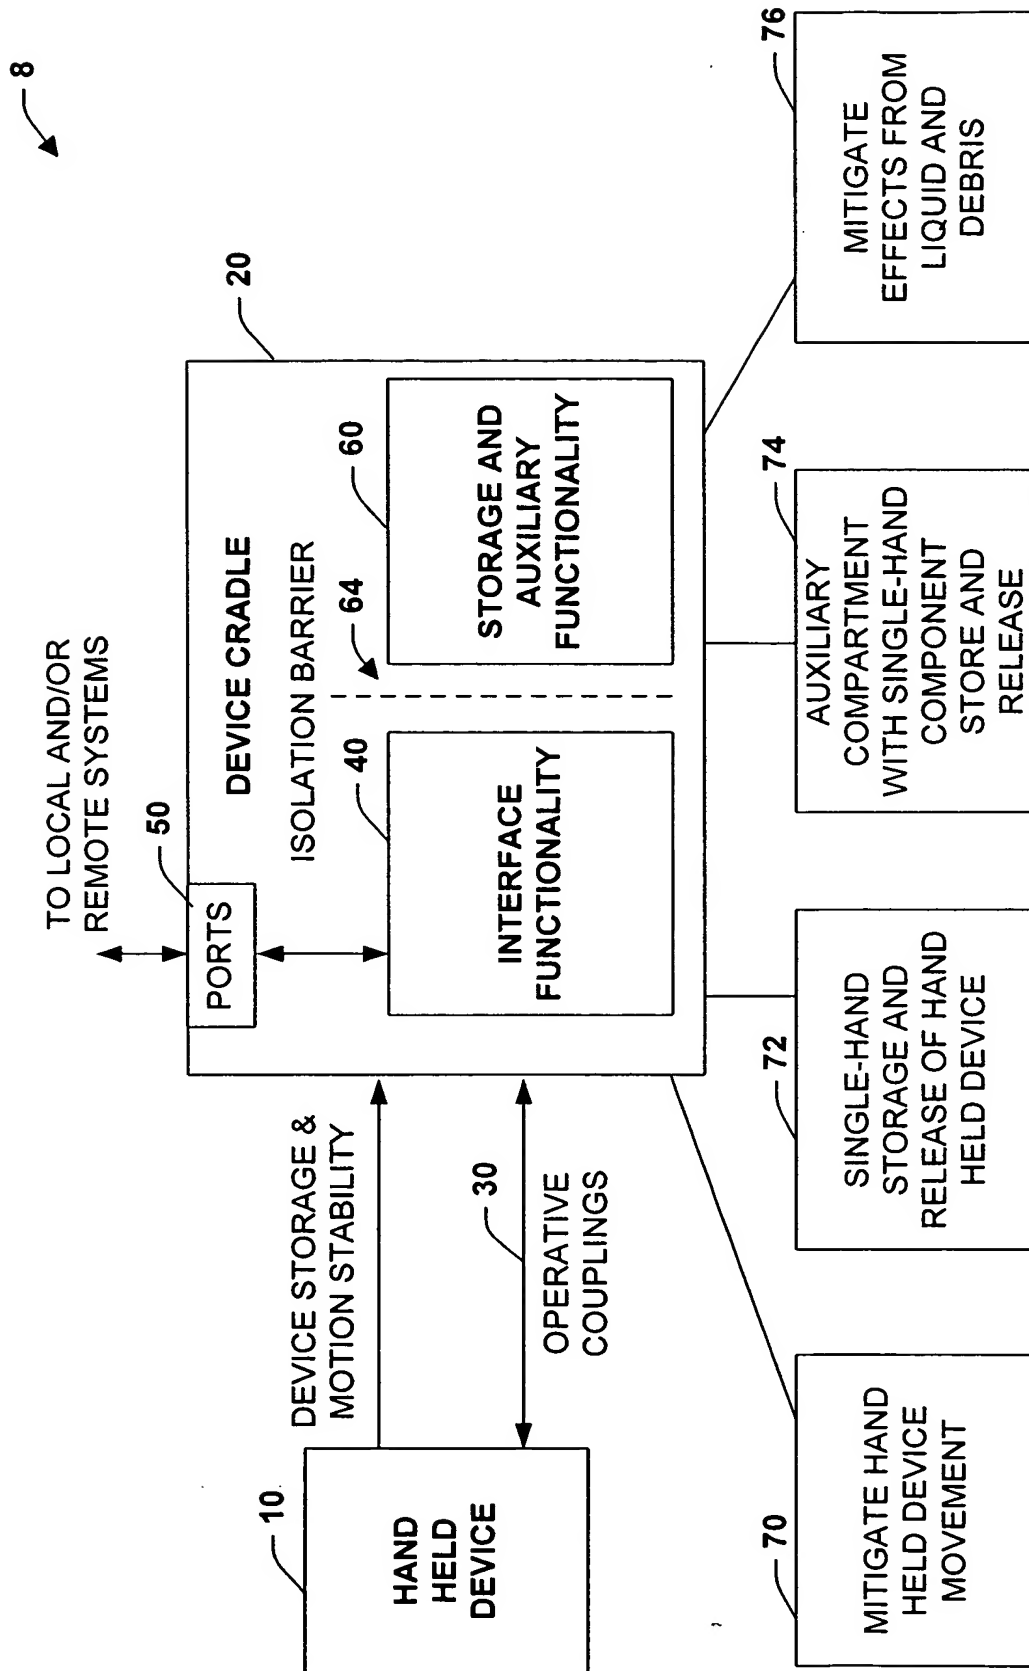 8
TO LOCAL AND/OR
REMOTE SYSTEMS
50
PORTS
DEVICE CRADLE
20
ISOLATION BARRIER
64
40
INTERFACE
FUNCTIONALITY
60
STORAGE AND
AUXILIARY
FUNCTIONALITY
10
HAND
HELD
DEVICE
DEVICE STORAGE &
MOTION STABILITY
30
OPERATIVE
COUPLINGS
70
MITIGATE HAND
HELD DEVICE
MOVEMENT
72
SINGLE-HAND
STORAGE AND
RELEASE OF HAND
HELD DEVICE
74
AUXILIARY
COMPARTMENT
WITH SINGLE-HAND
COMPONENT
STORE AND
RELEASE
76
MITIGATE
EFFECTS FROM
LIQUID AND
DEBRIS